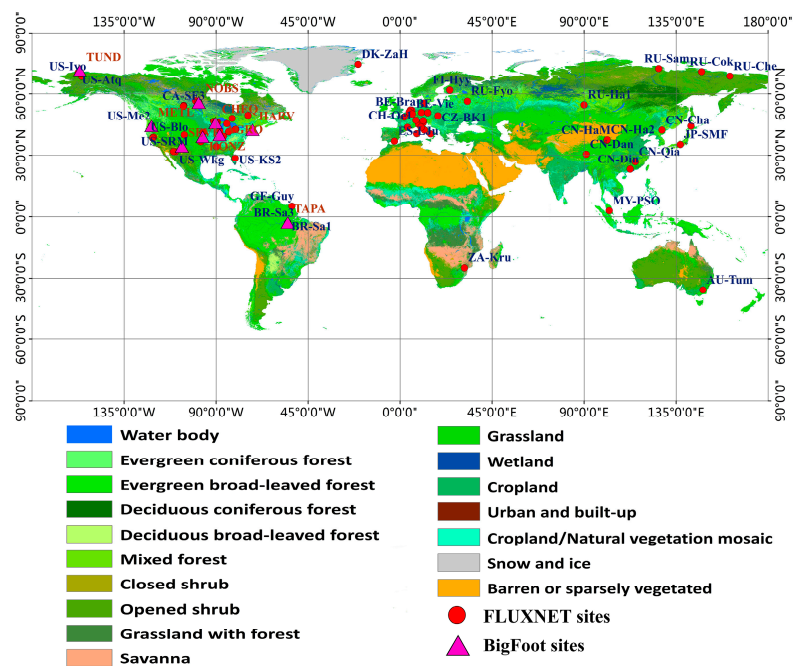 135°0'0"W 90°0'0"W 45°0'0"W 0°0'0" 45°0'0"E 90°0'0"E 135°0'0"E 180°0'0"E
TUND
DK-ZaH
US-Ivo
US-Atq
RU-Sam
RU-Cok
RU-Che
FI-Hyy
RU-Fyo
RU-Ha1
CA-SF3
NOBS
BE-Bra
BE-Vie
US-Me2
METL
HARV
CZ-BK1
CN-Cha
US-Blo
CN-HaM
CN-Ha2
JP-SMF
US-SRM
CN-Dan
CN-Qia
US-Wkg
KONZ
US-KS2
CN-Din
GF-Guy
TAPA
MY-PSO
BR-Sa3
BR-Sa1
ZA-Kru
AU-Tum
90°0'0"N
60°0'0"N
30°0'0"N
0°0'0"
30°0'0"S
60°0'0"S
135°0'0"W 90°0'0"W 45°0'0"W 0°0'0" 45°0'0"E 90°0'0"E 135°0'0"E
Water body
Evergreen coniferous forest
Evergreen broad-leaved forest
Deciduous coniferous forest
Deciduous broad-leaved forest
Mixed forest
Closed shrub
Opened shrub
Grassland with forest
Savanna
Grassland
Wetland
Cropland
Urban and built-up
Cropland/Natural vegetation mosaic
Snow and ice
Barren or sparsely vegetated
FLUXNET sites
BigFoot sites